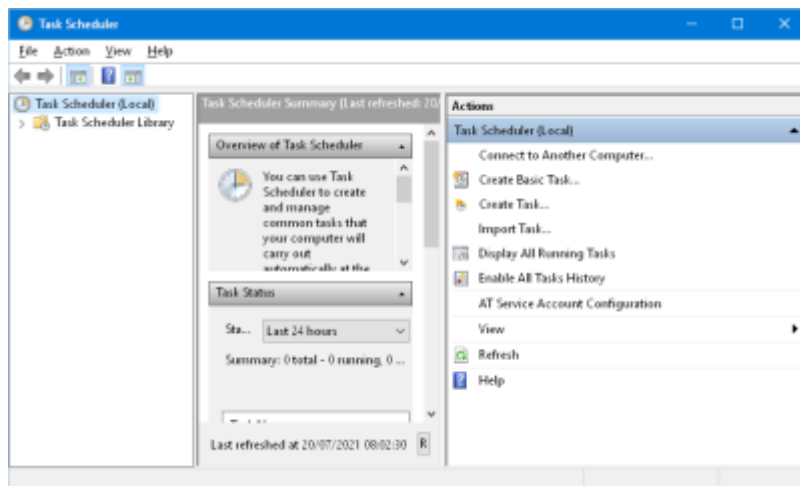 Task Scheduler
File Action View Help
Task Scheduler (Local)
Task Scheduler Library
Task Scheduler Summary (Last refreshed: 20/
Overview of Task Scheduler
You can use Task
Scheduler to create
and manage
common tasks that
your computer will
carry out
automatically at the
Task Status
Sta... Last 24 hours
Summary: 0 total - 0 running, 0 ...
Last refreshed at 20/07/2021 08:02:30 R
Actions
Task Scheduler (Local)
Connect to Another Computer...
Create Basic Task...
Create Task...
Import Task...
Display All Running Tasks
Enable All Tasks History
AT Service Account Configuration
View
Refresh
Help